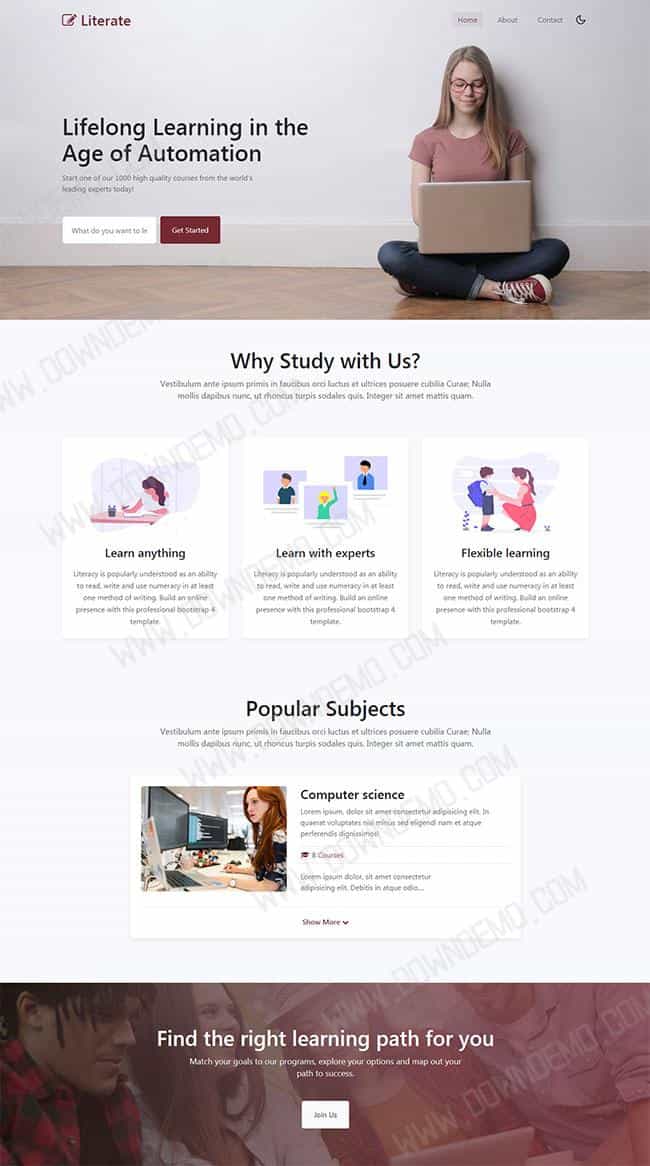 Literate
Home About Contact
Lifelong Learning in the
Age of Automation
Start one of our 1000 high quality courses from the world's
leading experts today!
What do you want to le
Get Started
Why Study with Us?
Vestibulum ante ipsum primis in faucibus orci luctus et ultrices posuere cubilia Curae; Nulla
mollis dapibus nunc, ut rhoncus turpis sodales quis. Integer sit amet mattis quam.
Learn anything
Literacy is popularly understood as an ability
to read, write and use numeracy in at least
one method of writing. Build an online
presence with this professional bootstrap 4
template.
Learn with experts
Literacy is popularly understood as an ability
to read, write and use numeracy in at least
one method of writing. Build an online
presence with this professional bootstrap 4
template.
Flexible learning
Literacy is popularly understood as an ability
to read, write and use numeracy in at least
one method of writing. Build an online
presence with this professional bootstrap 4
template.
Popular Subjects
Vestibulum ante ipsum primis in faucibus orci luctus et ultrices posuere cubilia Curae; Nulla
mollis dapibus nunc, ut rhoncus turpis sodales quis. Integer sit amet mattis quam.
Computer science
Lorem ipsum, dolor sit amet consectetur adipisicing elit. In
quaerat voluptates nisi minus sed eligendi nam et atque
perferendis dignissimos!
8 Courses
Lorem ipsum dolor, sit amet consectetur
adipisicing elit. Debitis in atque odio....
Show More
Find the right learning path for you
Match your goals to our programs, explore your options and map out your
path to success.
Join Us
WWW.DOWNDEMO.COM
WWW.DOWNDEMO.COM
WWW.DOWNDEMO.COM
WWW.DOWNDEMO.COM
WWW.DOWNDEMO.COM